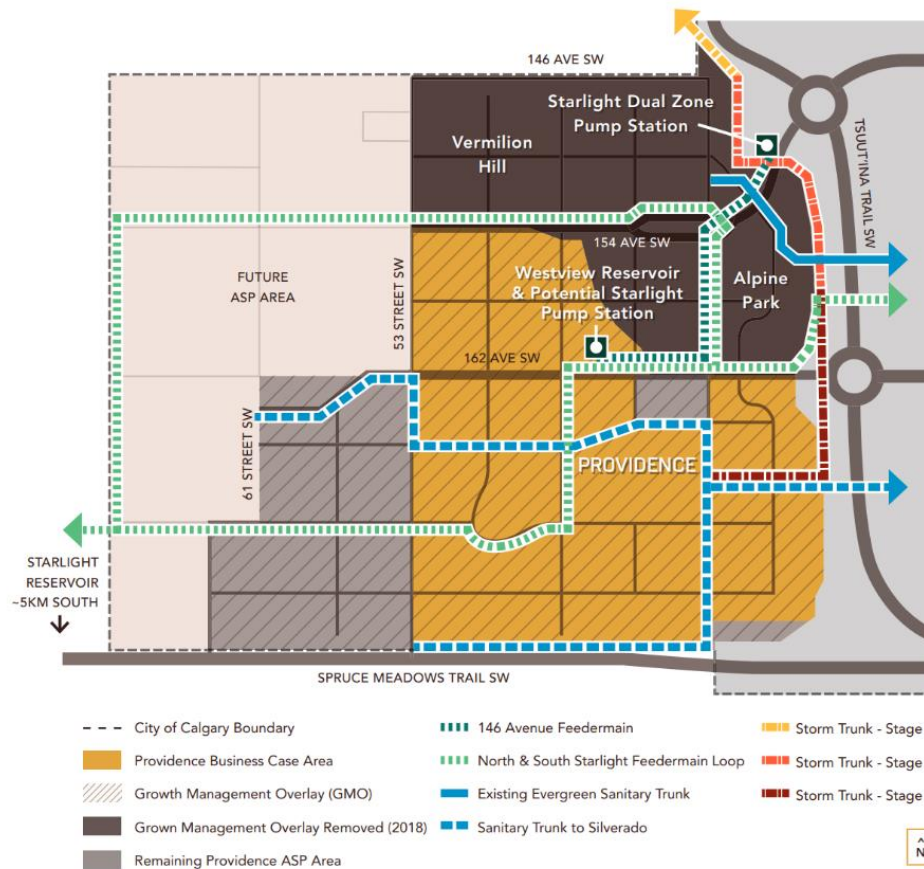 146 AVE SW
Starlight Dual Zone
Pump Station
Vermilion
Hill
TSUUT'INA TRAIL SW
154 AVE SW
FUTURE
ASP AREA
53 STREET SW
Westview Reservoir
& Potential Starlight
Pump Station
Alpine
Park
162 AVE SW
61 STREET SW
PROVIDENCE
STARLIGHT
RESERVOIR
~5KM SOUTH
SPRUCE MEADOWS TRAIL SW
City of Calgary Boundary
Providence Business Case Area
Growth Management Overlay (GMO)
Grown Management Overlay Removed (2018)
Remaining Providence ASP Area
146 Avenue Feedermain
North & South Starlight Feedermain Loop
Existing Evergreen Sanitary Trunk
Sanitary Trunk to Silverado
Storm Trunk - Stage
Storm Trunk - Stage
Storm Trunk - Stage
N